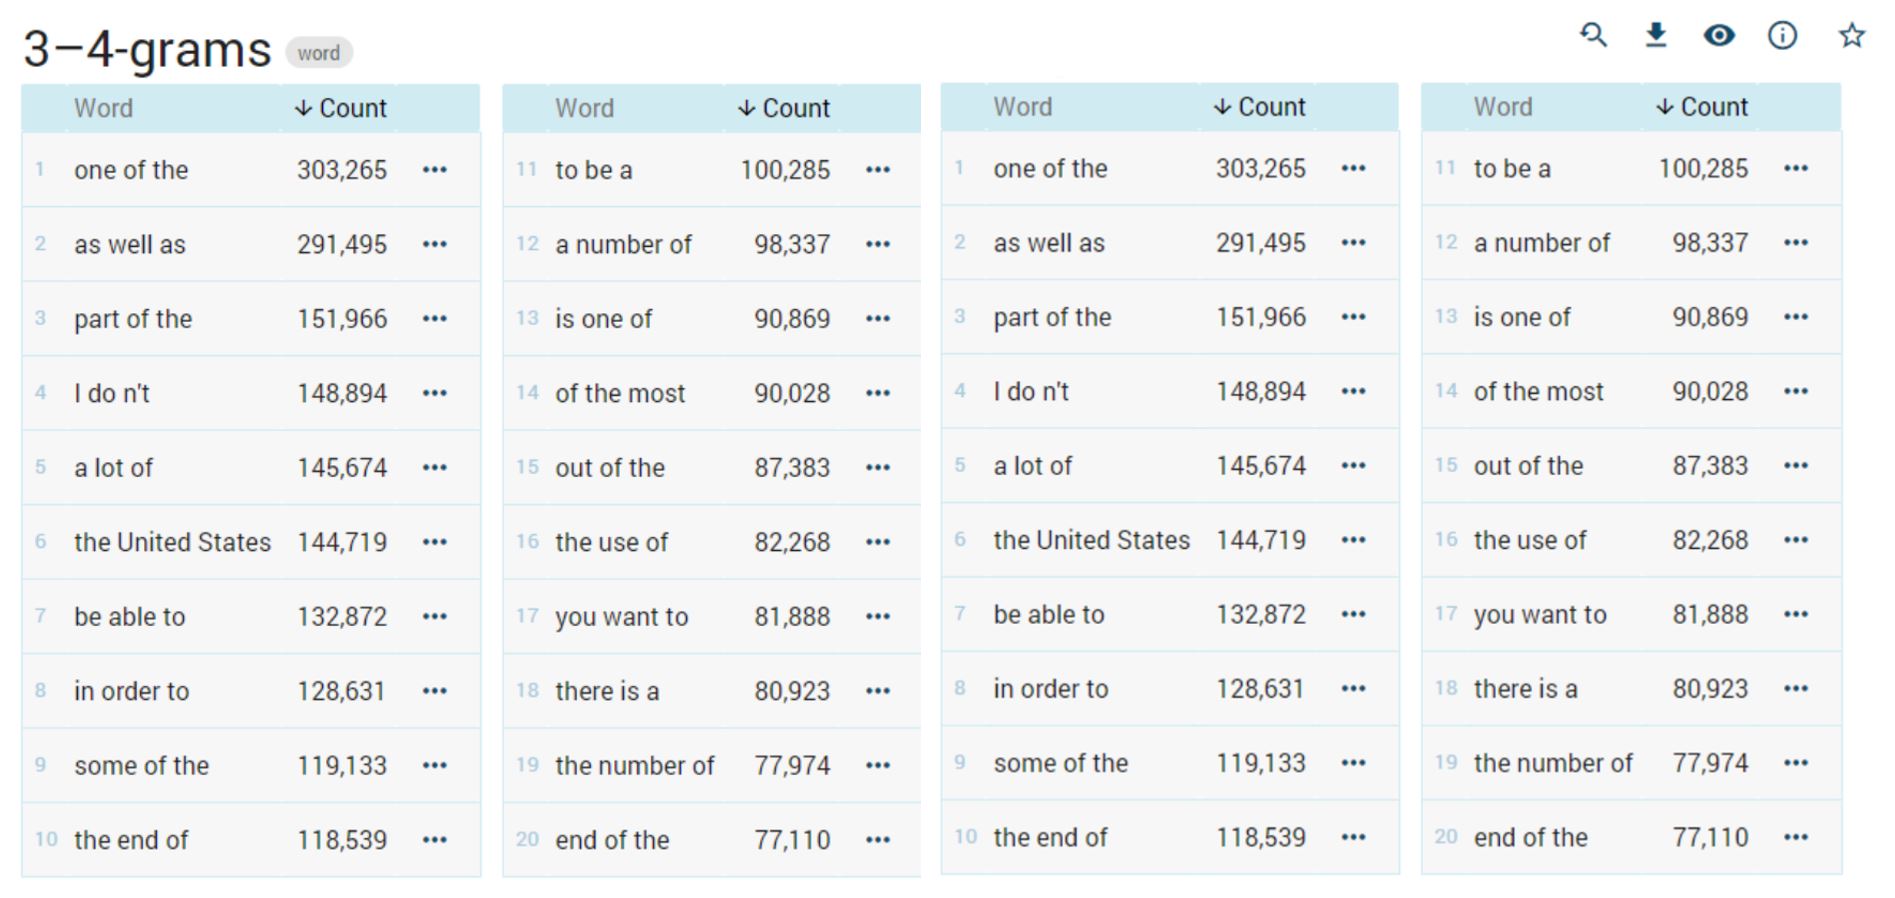 3–4-grams word
Word ↓ Count Word ↓ Count Word ↓ Count Word ↓ Count
1 one of the 303,265 ••• 11 to be a 100,285 ••• 1 one of the 303,265 ••• 11 to be a 100,285 •••
2 as well as 291,495 ••• 12 a number of 98,337 ••• 2 as well as 291,495 ••• 12 a number of 98,337 •••
3 part of the 151,966 ••• 13 is one of 90,869 ••• 3 part of the 151,966 ••• 13 is one of 90,869 •••
4 I do n't 148,894 ••• 14 of the most 90,028 ••• 4 I do n't 148,894 ••• 14 of the most 90,028 •••
5 a lot of 145,674 ••• 15 out of the 87,383 ••• 5 a lot of 145,674 ••• 15 out of the 87,383 •••
6 the United States 144,719 ••• 16 the use of 82,268 ••• 6 the United States 144,719 ••• 16 the use of 82,268 •••
7 be able to 132,872 ••• 17 you want to 81,888 ••• 7 be able to 132,872 ••• 17 you want to 81,888 •••
8 in order to 128,631 ••• 18 there is a 80,923 ••• 8 in order to 128,631 ••• 18 there is a 80,923 •••
9 some of the 119,133 ••• 19 the number of 77,974 ••• 9 some of the 119,133 ••• 19 the number of 77,974 •••
10 the end of 118,539 ••• 20 end of the 77,110 ••• 10 the end of 118,539 ••• 20 end of the 77,110 •••